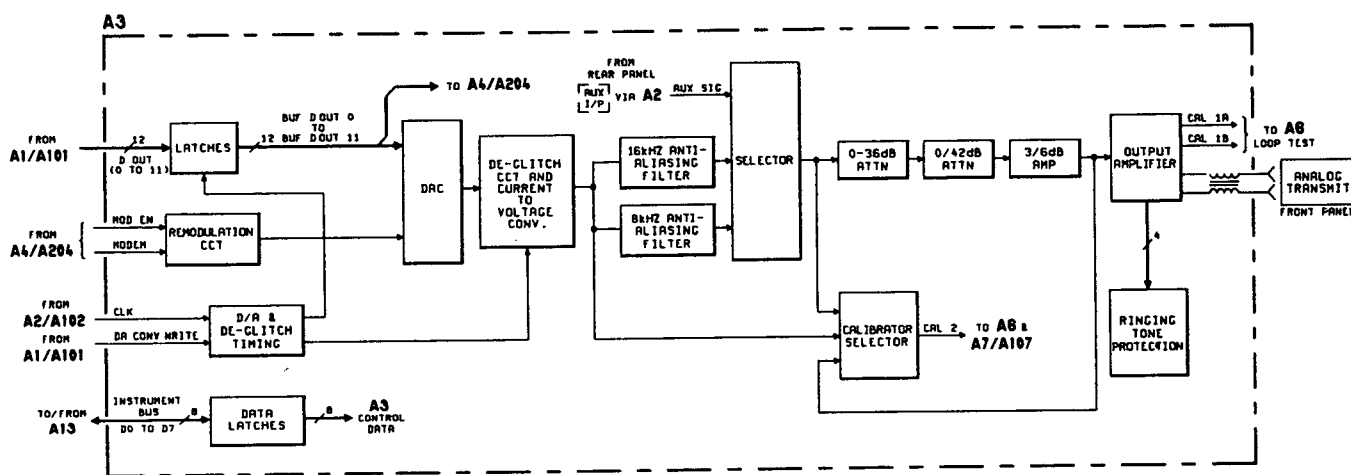 A3
FROM
A1/A101
12
D OUT
(0 TO 11)
LATCHES
12
BUF D OUT 0
TO
BUF D OUT 11
TO A4/A204
DAC
DE-GLITCH
CCT AND
CURRENT
TO
VOLTAGE
CONV.
FROM
REAR PANEL
AUX
I/P
VIA A2
AUX SIG
16kHZ ANTI-
ALIASING
FILTER
8kHZ ANTI-
ALIASING
FILTER
SELECTOR
0-36dB
ATTN
0/42dB
ATTN
3/6dB
AMP
OUTPUT
AMPLIFIER
CAL 1A
CAL 1B
TO A6
LOOP TEST
ANALOG
TRANSMIT
FRONT PANEL
4
RINGING
TONE
PROTECTION
FROM
A4/A204
MOD EN
MODEM
REMODULATION
CCT
FROM
A2/A102
CLK
FROM
A1/A101
DA CONV WRITE
D/A &
DE-GLITCH
TIMING
CALIBRATOR
SELECTOR
CAL 2
TO A6 &
A7/A107
TO/FROM
A13
INSTRUMENT
BUS
8
D0 TO D7
DATA
LATCHES
8
A3
CONTROL
DATA